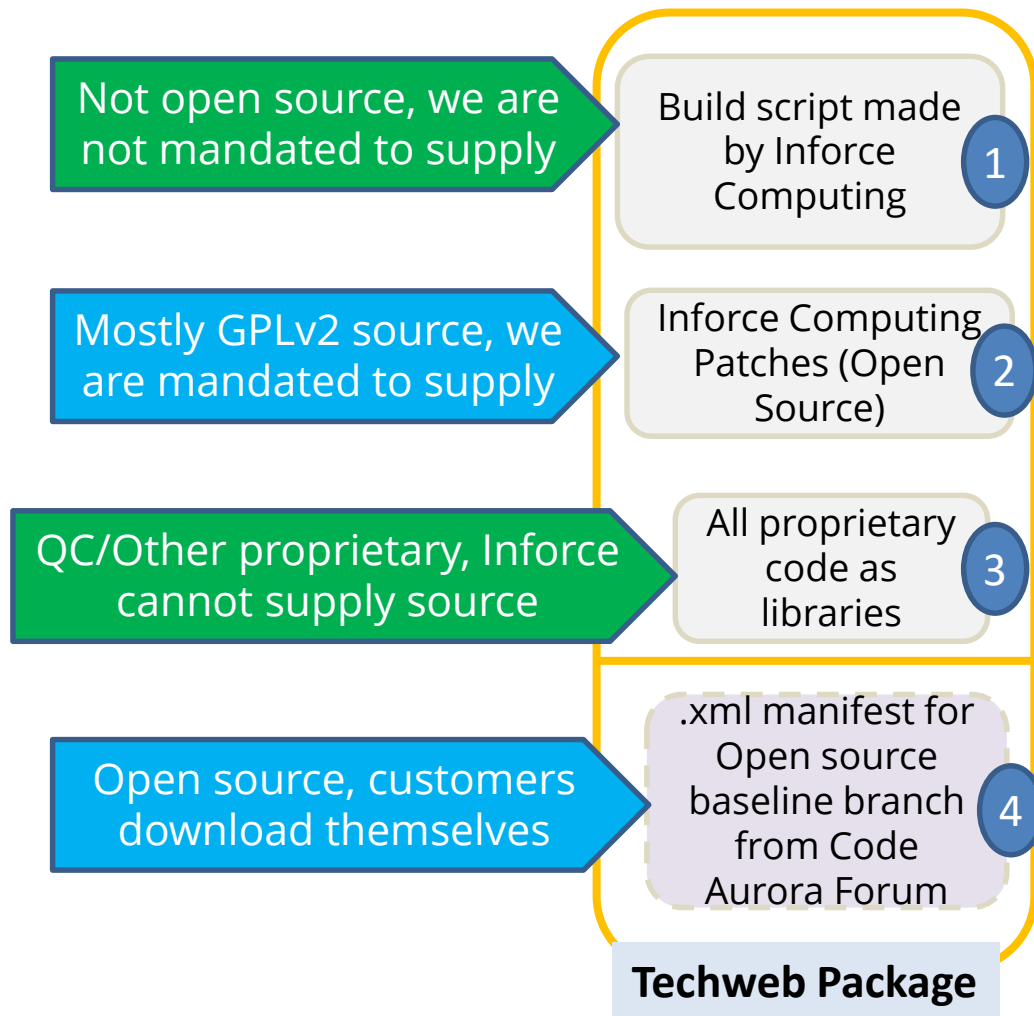 Not open source, we are
not mandated to supply
Build script made
by Inforce
Computing
1
Mostly GPLv2 source, we
are mandated to supply
Inforce Computing
Patches (Open
Source)
2
QC/Other proprietary, Inforce
cannot supply source
All proprietary
code as
libraries
3
Open source, customers
download themselves
.xml manifest for
Open source
baseline branch
from Code
Aurora Forum
4
Techweb Package